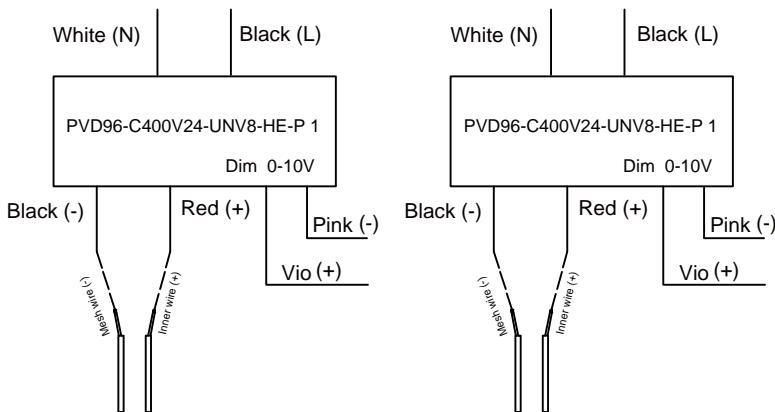 White (N) Black (L)
PVD96-C400V24-UNV8-HE-P 1
Dim 0-10V
Black (-) Red (+)
Pink (-)
Vio (+)
Mesh wire (-) Inner wire (+)
White (N) Black (L)
PVD96-C400V24-UNV8-HE-P 1
Dim 0-10V
Black (-) Red (+)
Pink (-)
Vio (+)
Mesh wire (-) Inner wire (+)